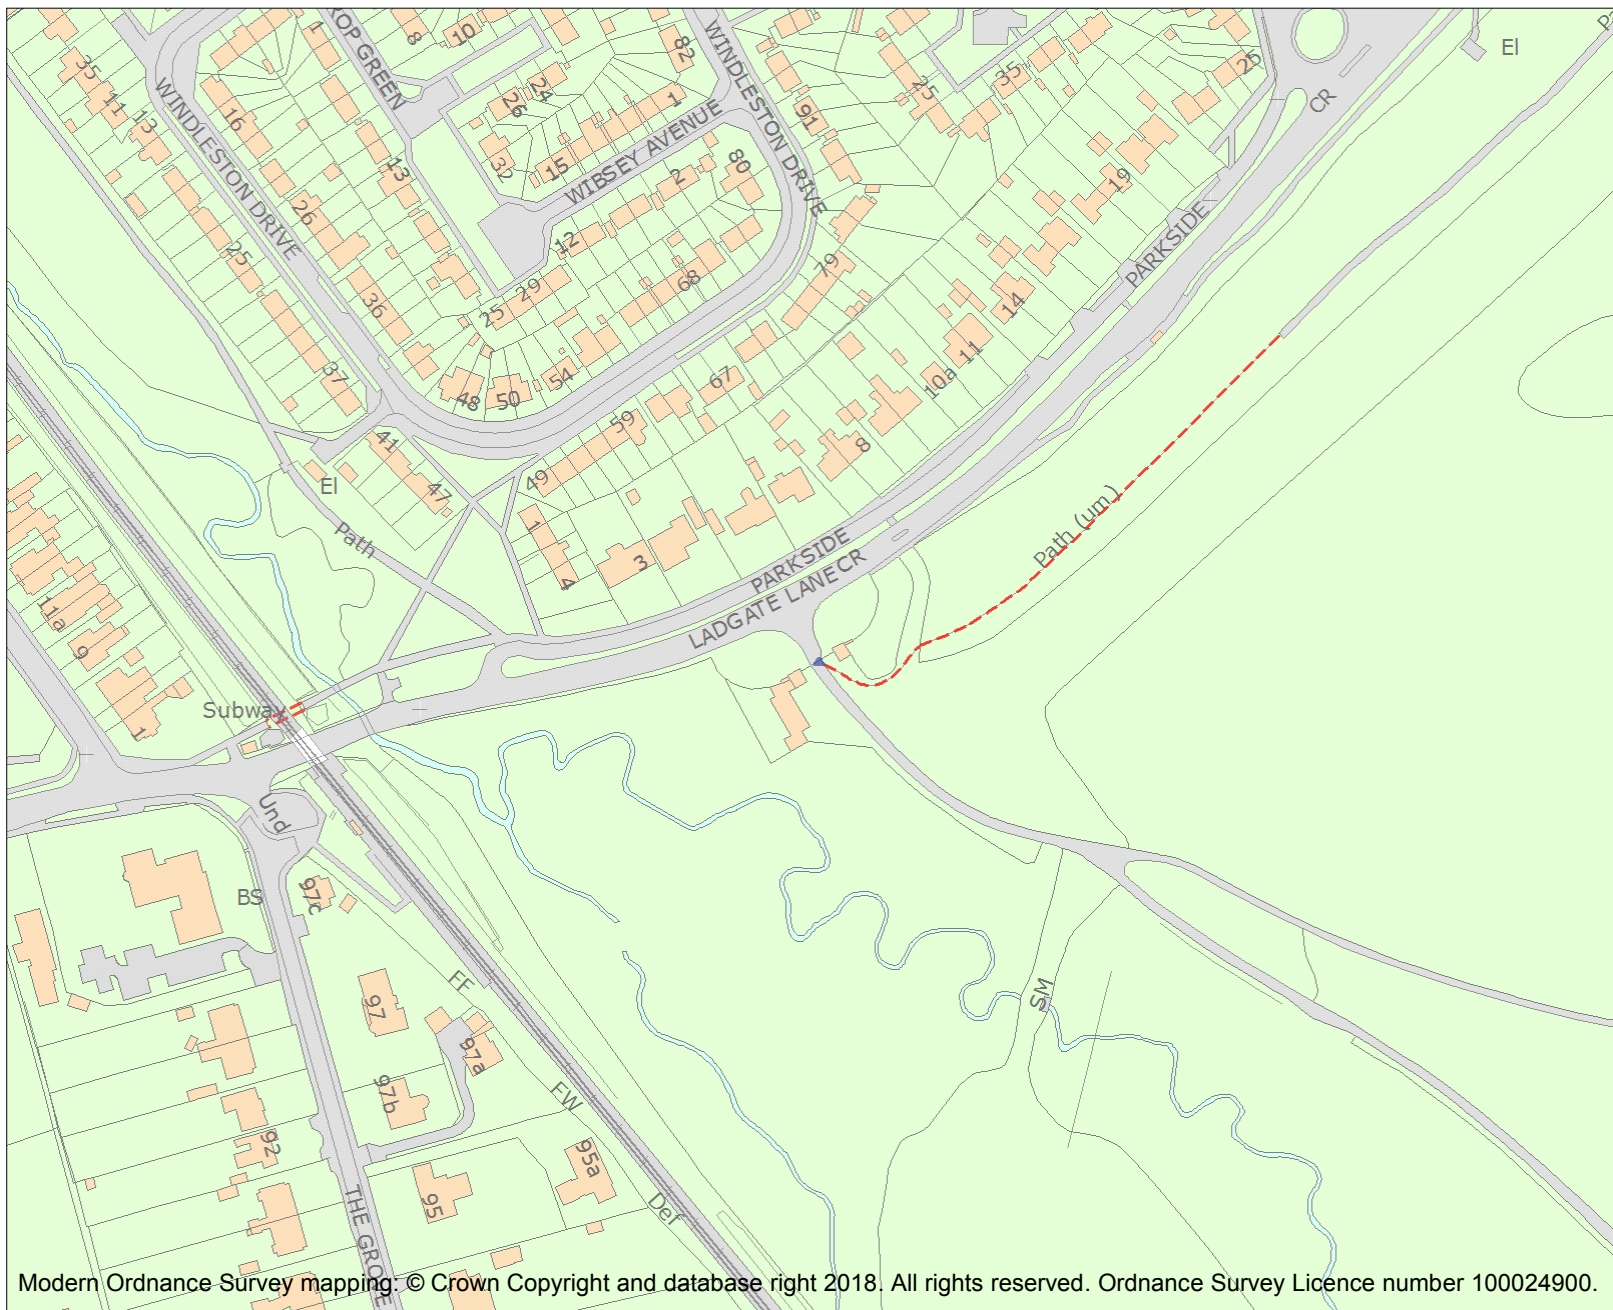 35
11
13
WINDLESTON DRIVE
16
1
ROP GREEN
8
10
24
26
32
15
1
82
WINDLESTON DRIVE
WIBSEY AVENUE
91
25
35
26
El
CR
13
26
25
36
37
12
2
80
25
29
68
79
19
PARKSIDE
14
11
10a
8
48
50
54
59
67
49
41
47
El
Path
1
4
3
PARKSIDE
LADGATE LANE
CR
Path (um)
11a
9
1
Subway
Und
BS
97c
97
97a
97b
FF
FW
Def
92
95
95a
THE GROVE
SM
Modern Ordnance Survey mapping: © Crown Copyright and database right 2018. All rights reserved. Ordnance Survey Licence number 100024900.